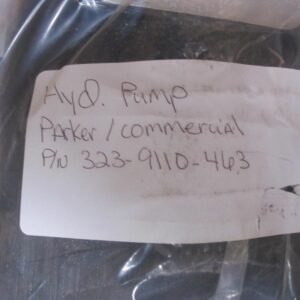 Hyd. Pump
Parker/commercial
P/N 323-9110-463